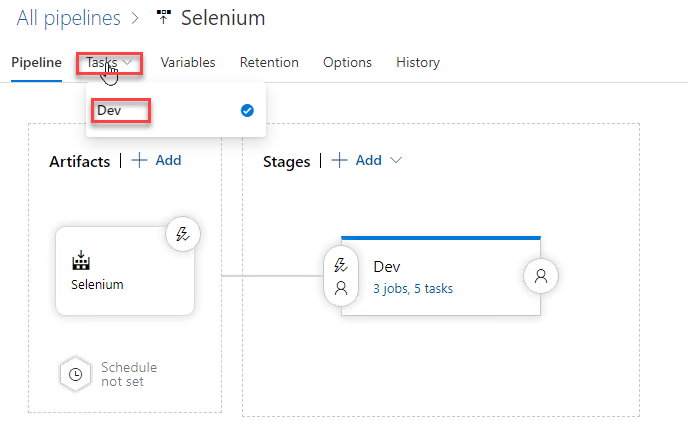 All pipelines > Selenium
Pipeline Tasks Variables Retention Options History
Dev
Artifacts | + Add
Stages | + Add
Selenium
Dev
3 jobs, 5 tasks
Schedule
not set